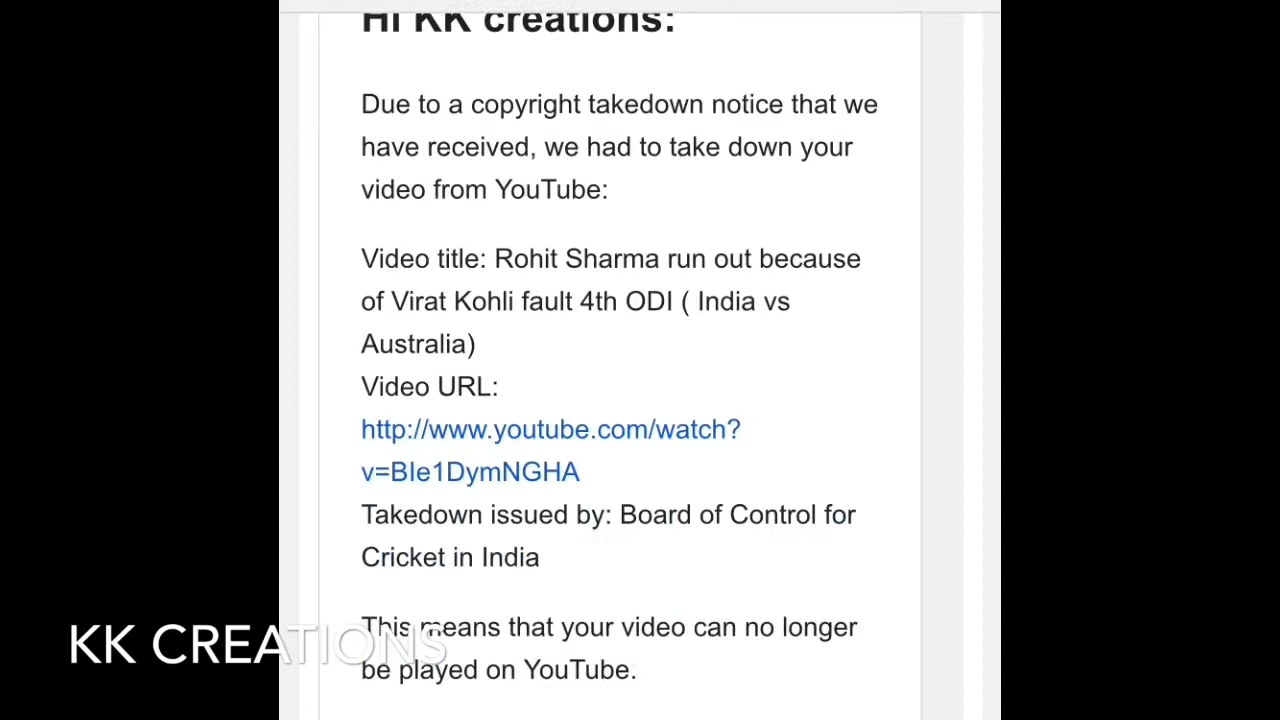 Hi KK creations:
Due to a copyright takedown notice that we
have received, we had to take down your
video from YouTube:
Video title: Rohit Sharma run out because
of Virat Kohli fault 4th ODI ( India vs
Australia)
Video URL:
http://www.youtube.com/watch?
v=BIe1DymNGHA
Takedown issued by: Board of Control for
Cricket in India
This means that your video can no longer
be played on YouTube.
KK CREATIONS